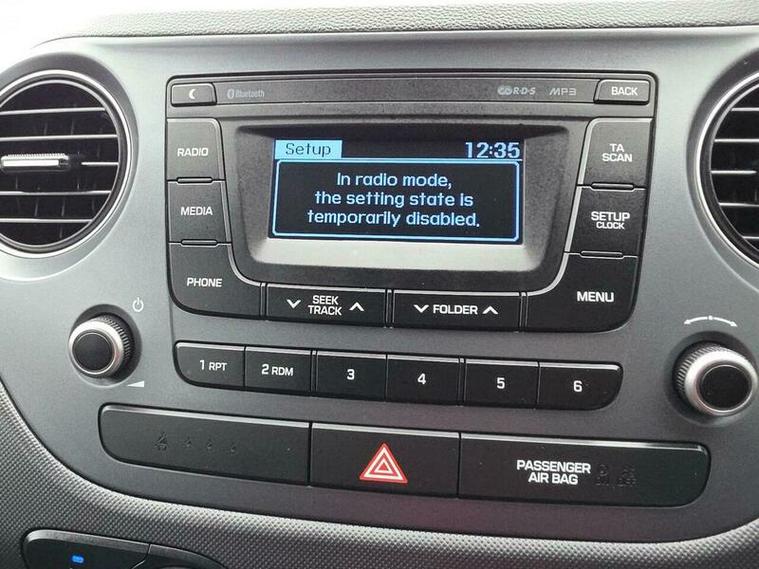 Bluetooth
R·D·S
MP3
BACK
RADIO
Setup
12:35
TA
SCAN
In radio mode,
the setting state is
temporarily disabled.
MEDIA
SETUP
CLOCK
PHONE
SEEK
TRACK
FOLDER
MENU
1 RPT
2 RDM
3
4
5
6
PASSENGER
AIR BAG